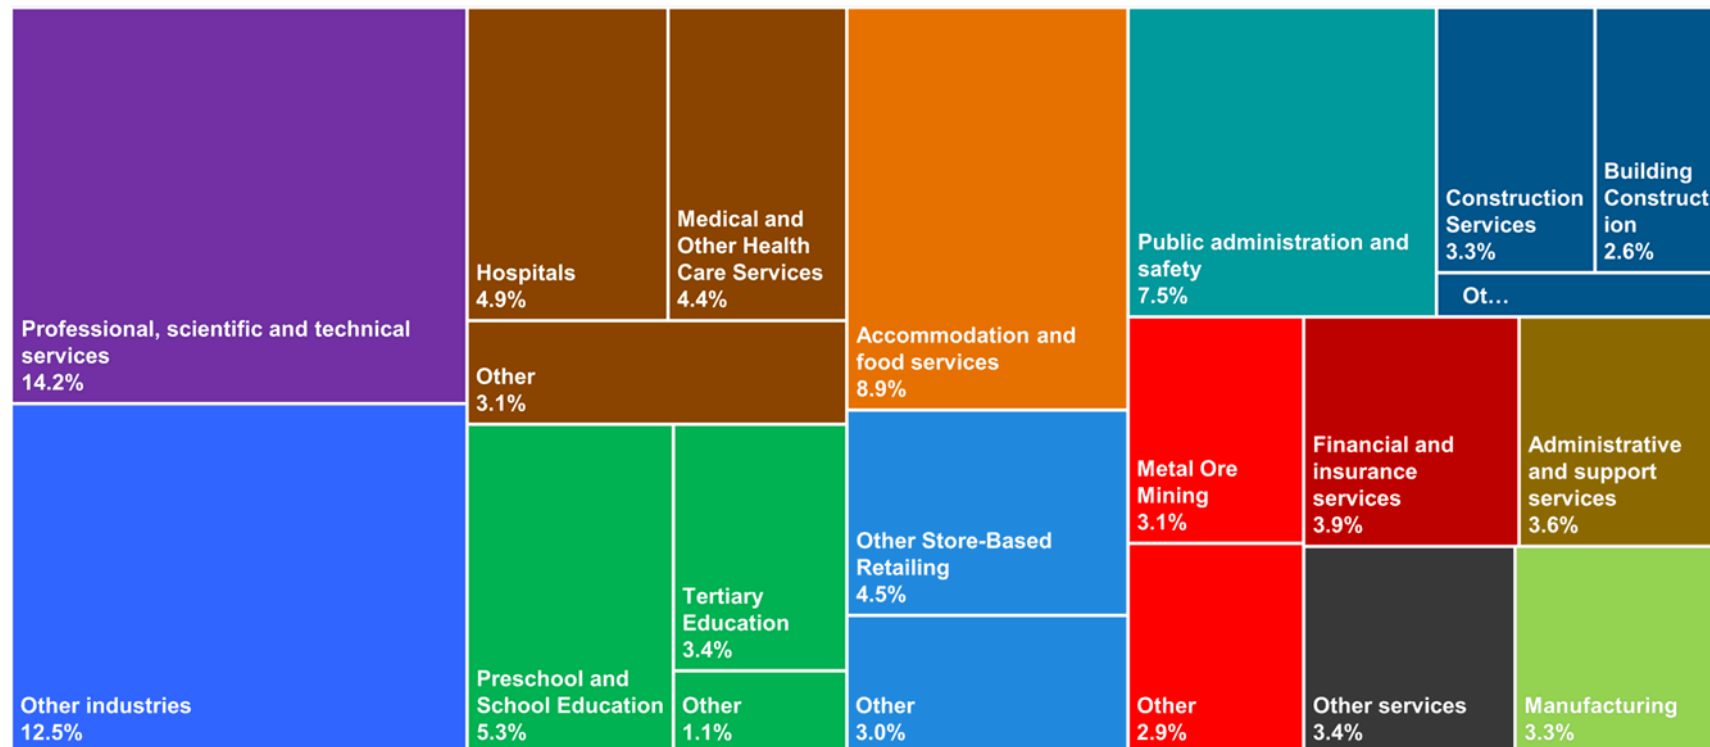 Professional, scientific and technical
services
14.2%
Other industries
12.5%
Hospitals
4.9%
Medical and
Other Health
Care Services
4.4%
Other
3.1%
Preschool and
School Education
5.3%
Tertiary
Education
3.4%
Other
1.1%
Accommodation and
food services
8.9%
Other Store-Based
Retailing
4.5%
Other
3.0%
Public administration and
safety
7.5%
Construction
Services
3.3%
Building
Construct
ion
2.6%
Ot…
Metal Ore
Mining
3.1%
Other
2.9%
Financial and
insurance
services
3.9%
Administrative
and support
services
3.6%
Other services
3.4%
Manufacturing
3.3%